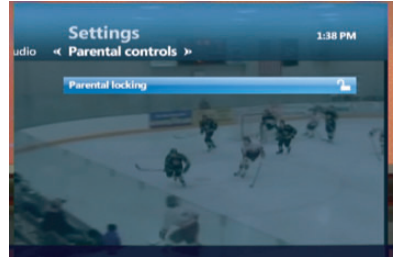 Settings
1:38 PM
udio « Parental controls »
Parental locking